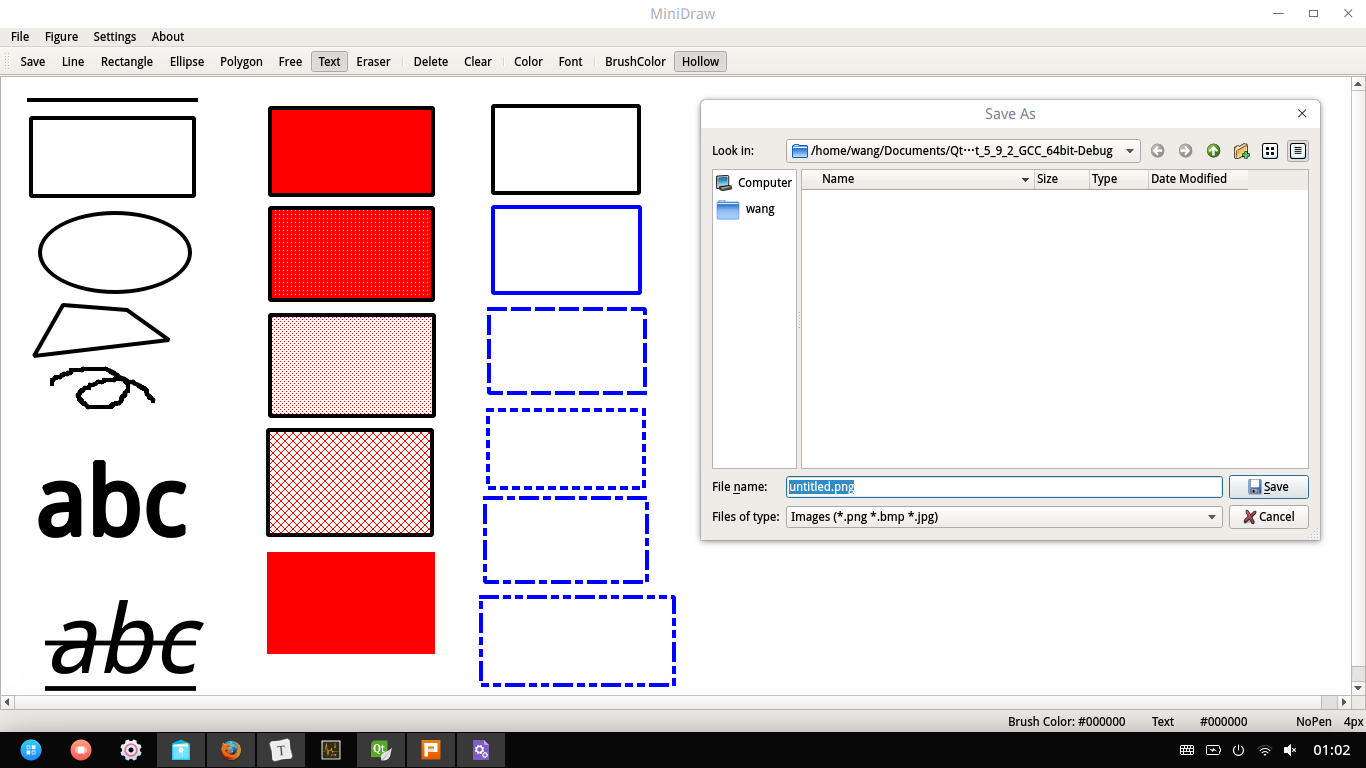 MiniDraw
File Figure Settings About
Save Line Rectangle Ellipse Polygon Free Text Eraser Delete Clear Color Font BrushColor Hollow
Save As
Look in: /home/wang/Documents/Qt···t_5_9_2_GCC_64bit-Debug
Computer
wang
Name Size Type Date Modified
File name: untitled.png Save
Files of type: Images (*.png *.bmp *.jpg) Cancel
abc
abc
Brush Color: #000000 Text #000000 NoPen 4px
T Qt P 01:02